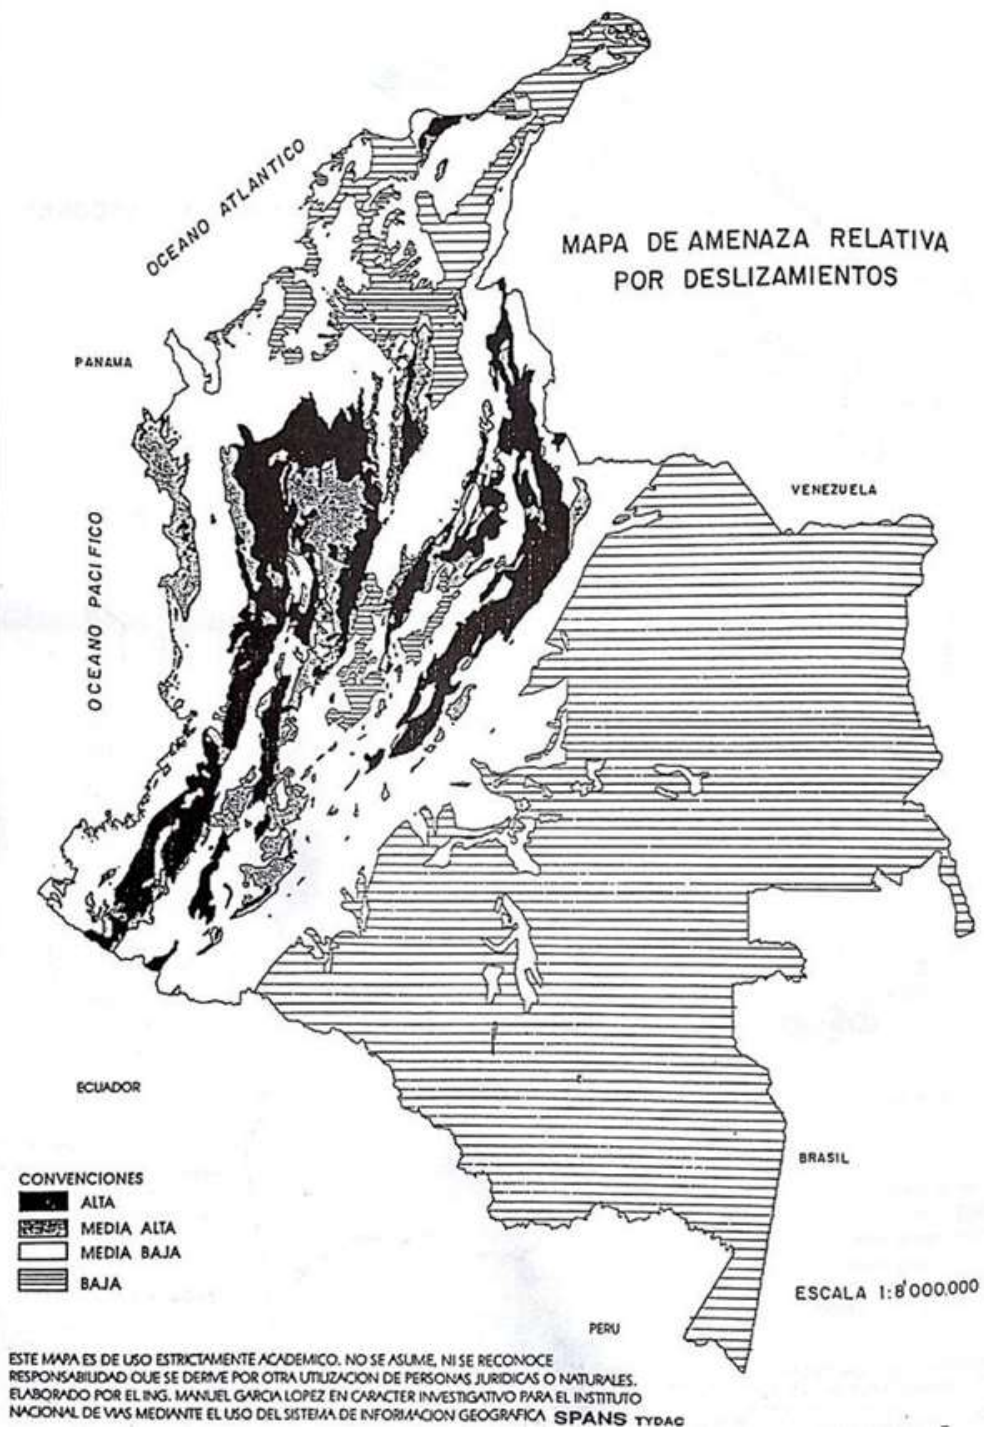 OCEANO ATLANTICO
MAPA DE AMENAZA RELATIVA
POR DESLIZAMIENTOS
PANAMA
VENEZUELA
OCEANO PACIFICO
ECUADOR
BRASIL
CONVENCIONES
ALTA
MEDIA ALTA
MEDIA BAJA
BAJA
ESCALA 1:8'000.000
PERU
ESTE MAPA ES DE USO ESTRICTAMENTE ACADEMICO. NO SE ASUME, NI SE RECONOCE
RESPONSABILIDAD QUE SE DERIVE POR OTRA UTILIZACION DE PERSONAS JURIDICAS O NATURALES.
ELABORADO POR EL ING. MANUEL GARCIA LOPEZ EN CARACTER INVESTIGATIVO PARA EL INSTITUTO
NACIONAL DE VIAS MEDIANTE EL USO DEL SISTEMA DE INFORMACION GEOGRAFICA SPANS TYDAC